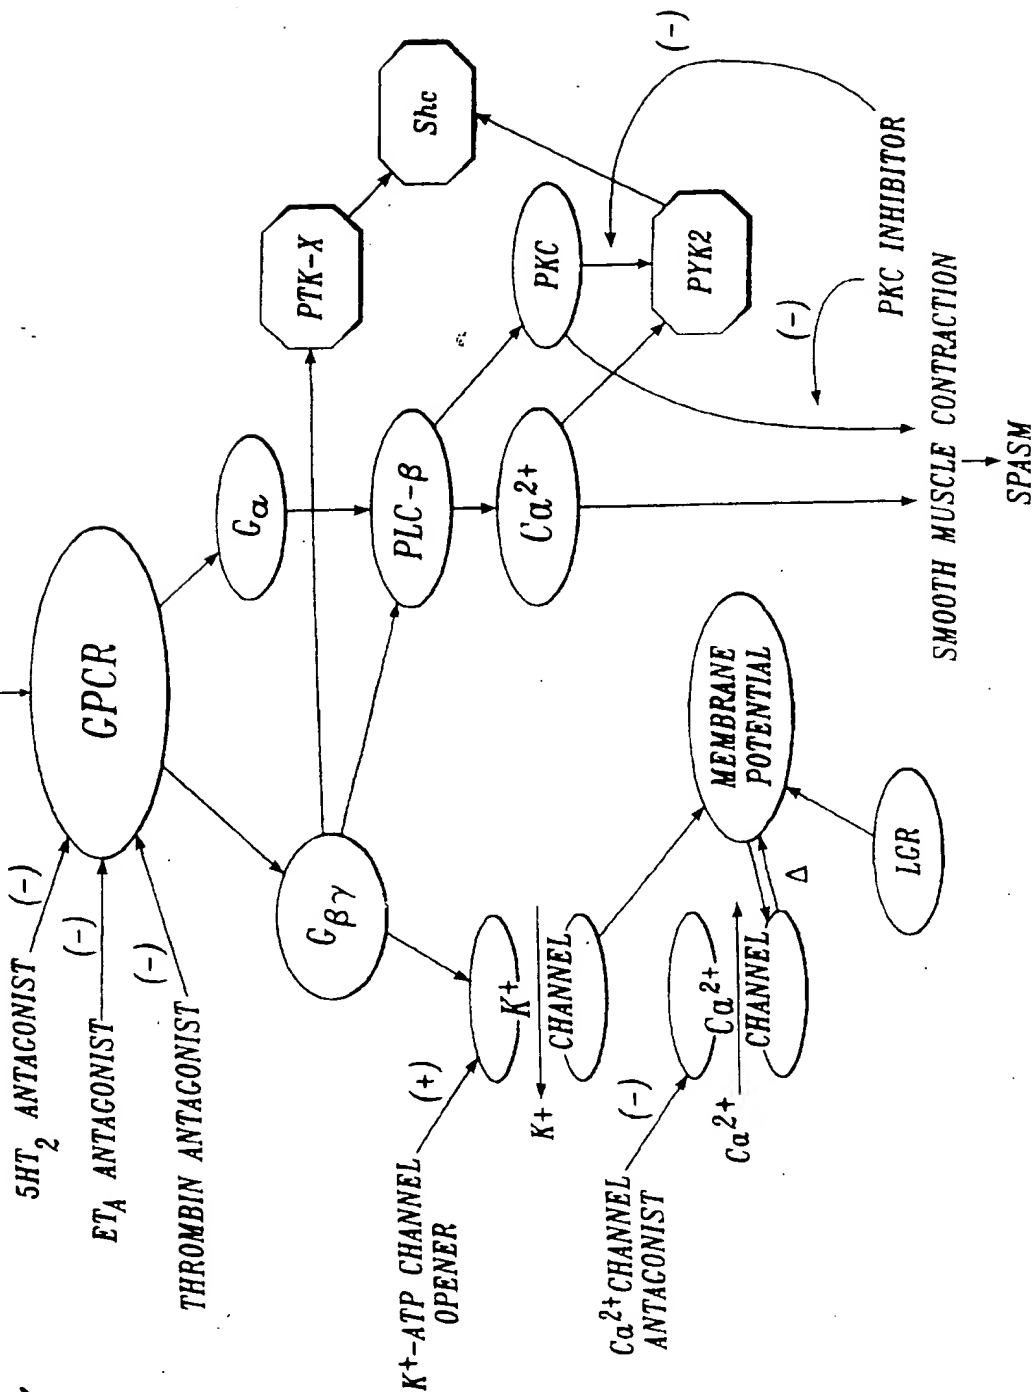 5HT2 ANTAGONIST
(-)
ETA ANTAGONIST
(-)
THROMBIN ANTAGONIST
(-)
GPCR
Gα
Gβγ
PTK-X
Shc
PLC-β
PKC
Ca2+
PYK2
(-)
PKC INHIBITOR
(-)
K+-ATP CHANNEL
OPENER
(+)
K+
CHANNEL
K+
MEMBRANE
POTENTIAL
Ca2+ CHANNEL
ANTAGONIST
(-)
Ca2+
CHANNEL
Ca2+
Δ
LGR
SMOOTH MUSCLE CONTRACTION
SPASM